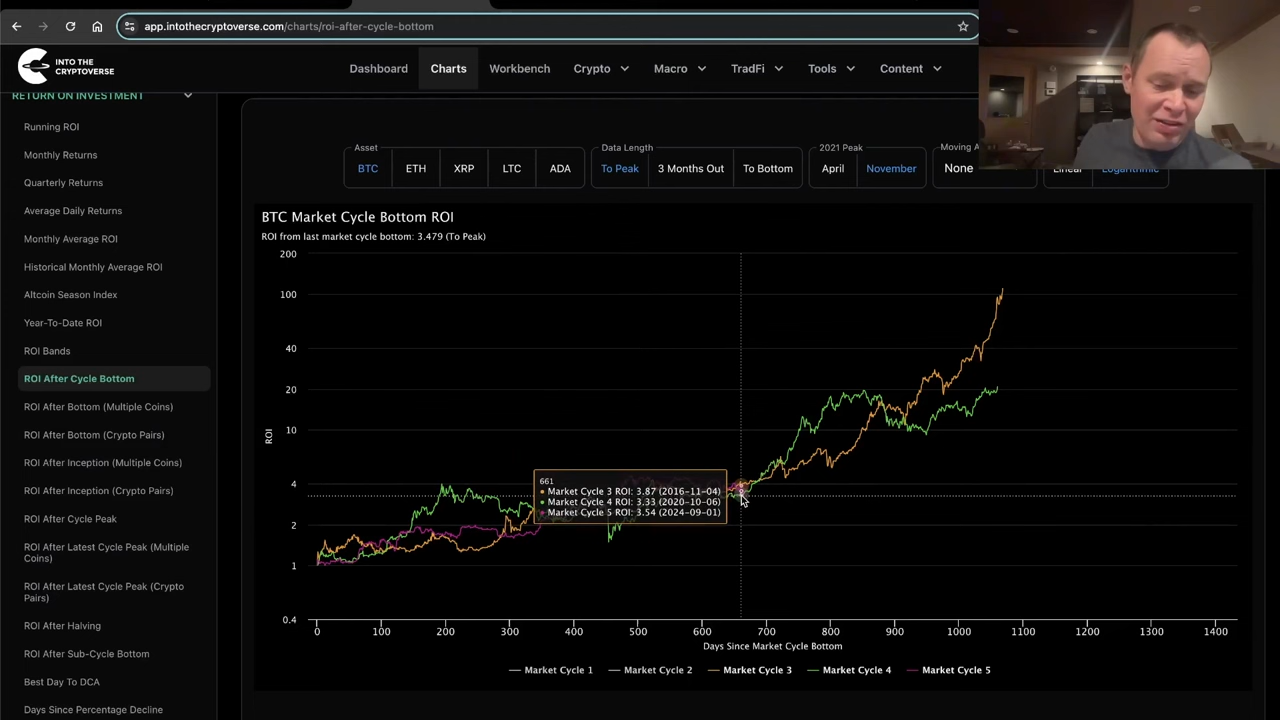 app.intothecryptoverse.com/charts/roi-after-cycle-bottom
INTO THE
CRYPTOVERSE
Dashboard
Charts
Workbench
Crypto
Macro
TradFi
Tools
Content
RETURN ON INVESTMENT
Running ROI
Monthly Returns
Quarterly Returns
Average Daily Returns
Monthly Average ROI
Historical Monthly Average ROI
Altcoin Season Index
Year-To-Date ROI
ROI Bands
ROI After Cycle Bottom
ROI After Bottom (Multiple Coins)
ROI After Bottom (Crypto Pairs)
ROI After Inception (Multiple Coins)
ROI After Inception (Crypto Pairs)
ROI After Cycle Peak
ROI After Latest Cycle Peak (Multiple
Coins)
ROI After Latest Cycle Peak (Crypto
Pairs)
ROI After Halving
ROI After Sub-Cycle Bottom
Best Day To DCA
Days Since Percentage Decline
Asset
BTC
ETH
XRP
LTC
ADA
Data Length
To Peak
3 Months Out
To Bottom
2021 Peak
April
November
Moving A
None
Linear
Logarithmic
BTC Market Cycle Bottom ROI
ROI from last market cycle bottom: 3.479 (To Peak)
200
100
40
20
10
4
2
1
0.4
ROI
661
Market Cycle 3 ROI: 3.87 (2016-11-04)
Market Cycle 4 ROI: 3.33 (2020-10-06)
Market Cycle 5 ROI: 3.54 (2024-09-01)
0 100 200 300 400 500 600 700 800 900 1000 1100 1200 1300 1400
Days Since Market Cycle Bottom
Market Cycle 1
Market Cycle 2
Market Cycle 3
Market Cycle 4
Market Cycle 5